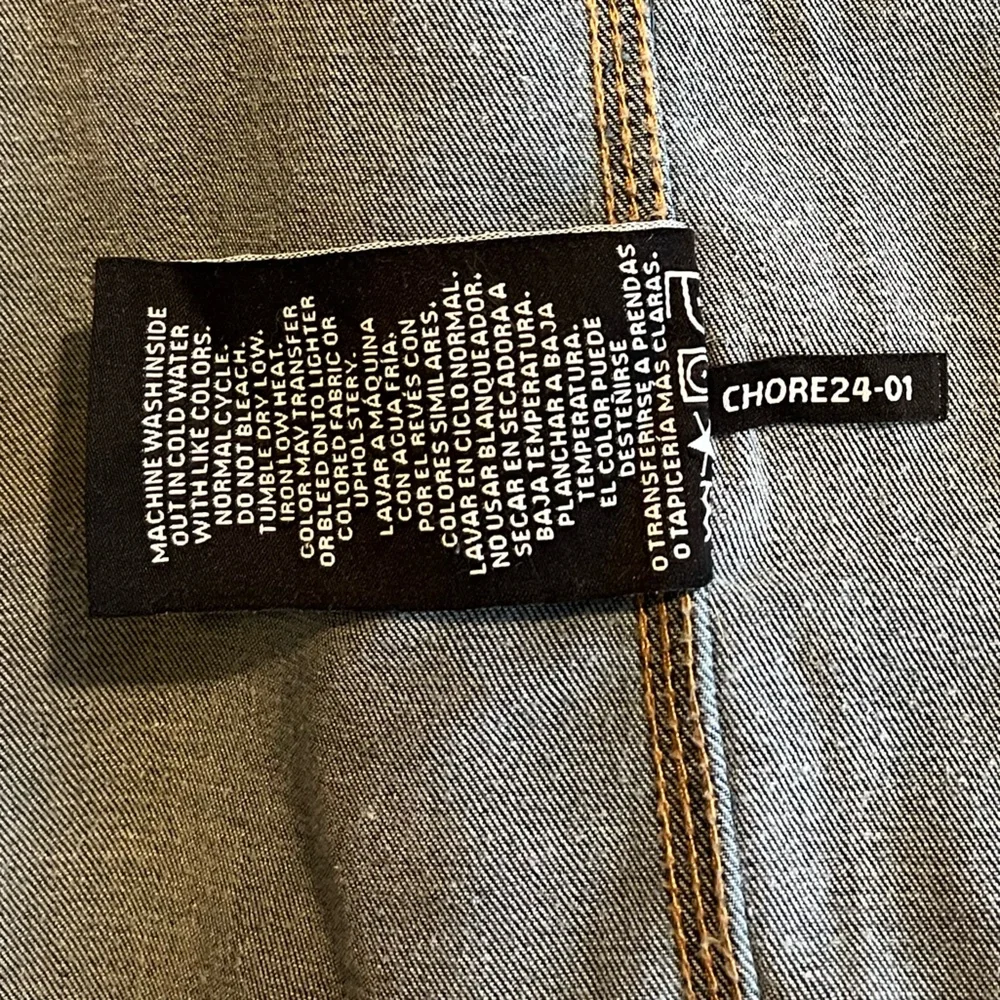 MACHINE WASH INSIDE
OUT IN COLD WATER
WITH LIKE COLORS.
NORMAL CYCLE.
DO NOT BLEACH.
TUMBLE DRY LOW.
IRON LOW HEAT.
COLOR MAY TRANSFER
OR BLEED ONTO LIGHTER
COLORED FABRIC OR
UPHOLSTERY.
LAVAR A MÁQUINA
CON AGUA FRÍA.
POR EL REVÉS CON
COLORES SIMILARES.
LAVAR EN CICLO NORMAL.
NO USAR BLANQUEADOR.
SECAR EN SECADORA A
BAJA TEMPERATURA.
PLANCHAR A BAJA
TEMPERATURA.
EL COLOR PUEDE
DESTENIRSE
O TRANSFERIRSE A PRENDAS
O TAPICERÍA MÁS CLARAS.
CHORE24-01